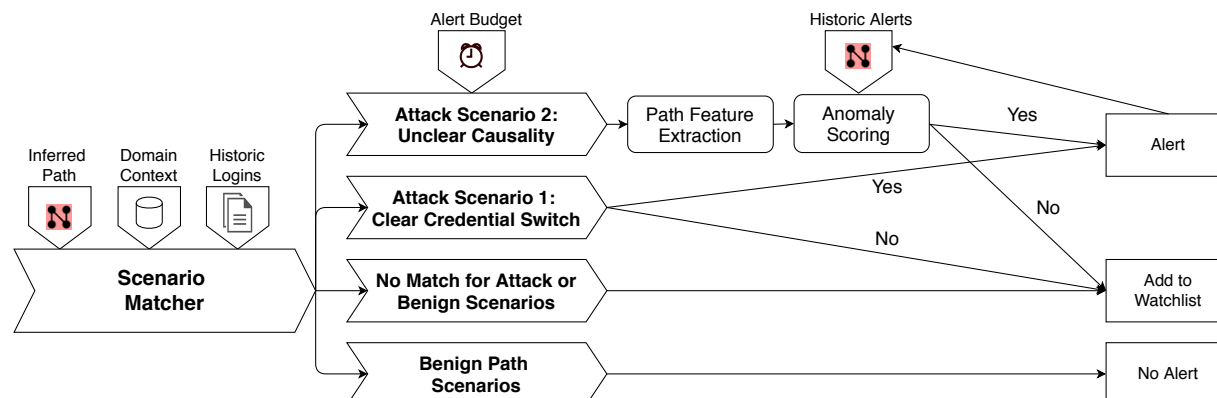 Alert Budget
Historic Alerts
Attack Scenario 2:
Unclear Causality
Path Feature
Extraction
Anomaly
Scoring
Yes
Alert
Inferred
Path
Domain
Context
Historic
Logins
Attack Scenario 1:
Clear Credential Switch
Yes
No
No
Scenario
Matcher
No Match for Attack or
Benign Scenarios
Add to
Watchlist
Benign Path
Scenarios
No Alert